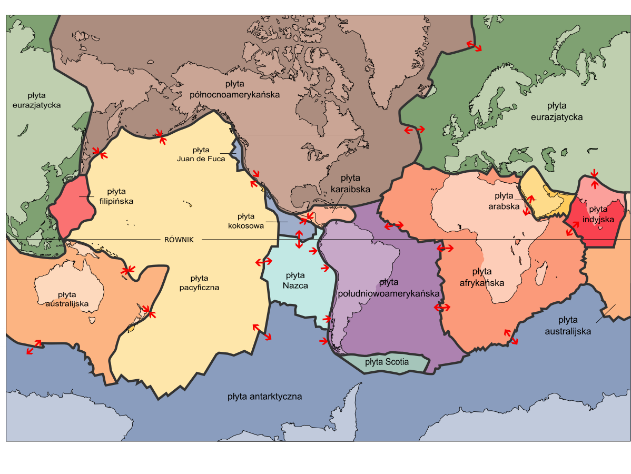 płyta
eurazjatycka
płyta
północnoamerykańska
płyta
eurazjatycka
płyta
Juan de Fuca
płyta
karaibska
płyta
filipińska
płyta
arabska
płyta
indyjska
płyta
kokosowa
RÓWNIK
płyta
australijska
płyta
pacyficzna
płyta
Nazca
płyta
południowoamerykańska
płyta
afrykańska
płyta
australijska
płyta Scotia
płyta antarktyczna